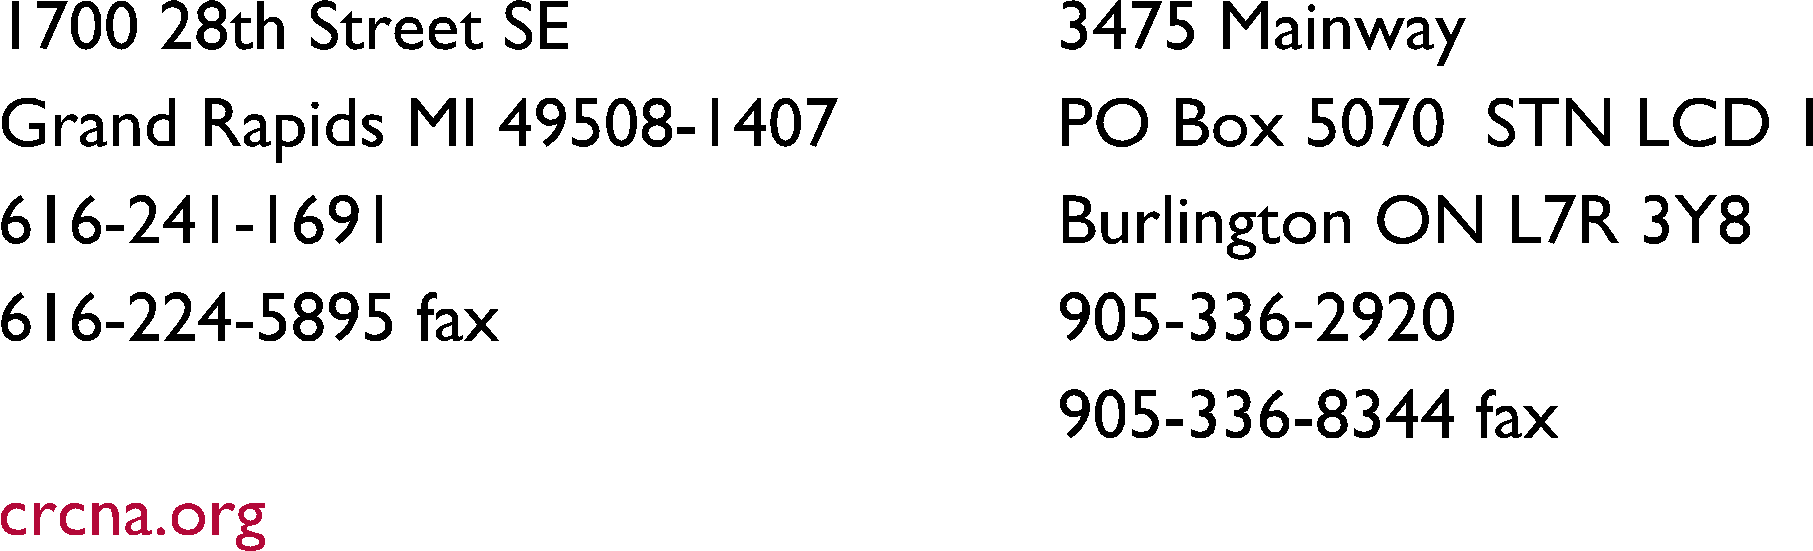 1700 28th Street SE
Grand Rapids MI 49508-1407
616-241-1691
616-224-5895 fax
3475 Mainway
PO Box 5070  STN LCD 1
Burlington ON L7R 3Y8
905-336-2920
905-336-8344 fax
crcna.org